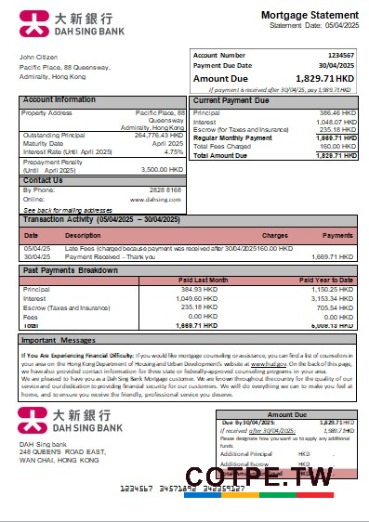 大新銀行
DAH SING BANK
Mortgage Statement
Statement Date: 05/04/2025
John Citizen
Pacific Place, 88 Queensway,
Admiralty, Hong Kong
Account Number 1234567
Payment Due Date 30/04/2025
Amount Due 1,829.71 HKD
If payment is received after 30/04/25, pay 1,989.71 HKD
Account Information
Property Address Pacific Place, 88
Queensway
Admiralty, Hong Kong
Outstanding Principal 264,776.43 HKD
Maturity Date April 2025
Interest Rate (Until April 2025) 4.75%
Prepayment Penalty
(Until April 2025) 3,500.00 HKD
Contact Us
By Phone: 2828 8168
Online: www.dahsing.com
See back for mailing addresses
Current Payment Due
Principal 386.46 HKD
Interest 1,048.07 HKD
Escrow (for Taxes and Insurance) 235.18 HKD
Regular Monthly Payment 1,669.71 HKD
Total Fees Charged 160.00 HKD
Total Amount Due 1,829.71 HKD
Transaction Activity (05/04/2025 – 30/04/2025)
Date Description Charges Payments
05/04/25 Late Fees (charged because payment was received after 30/04/2025 160.00 HKD
30/04/25 Payment Received – Thank you 1,669.71 HKD
Past Payments Breakdown
Paid Last Month Paid Year to Date
Principal 384.93 HKD 1,150.25 HKD
Interest 1,049.60 HKD 3,153.34 HKD
Escrow (Taxes and Insurance) 235.18 HKD 705.54 HKD
Fees 0.00 HKD 0.00 HKD
Total 1,669.71 HKD
Important Messages
If You Are Experiencing Financial Difficulty: If you would like mortgage counseling or assistance, you can find a list of counselors in
your area on the Hong Kong Department of Housing and Urban Development's website at www.hud.gov. On the back of this page,
we have also provided contact information for three state or federally-approved counseling programs in your area.
We are pleased to have you as a Dah Sing Bank Mortgage customer. We are known throughout the country for the quality of our
service and our dedication to providing financial security for our customers. We will do everything we can to make you feel at
home, and to ensure you receive the friendly, professional service you deserve.
大新銀行
DAH SING BANK
DAH Sing bank
248 QUEEN'S ROAD EAST,
WAN CHAI, HONG KONG
Amount Due
Due By 30/04/2025: 1,829.71 HKD
If received after 30/04/25: 1,989.71 HKD
Please designate how you want us to apply any additional
funds.
Additional Principal HKD
Additional Escrow HKD
COTPE.TW
1234567 34571892 342359127